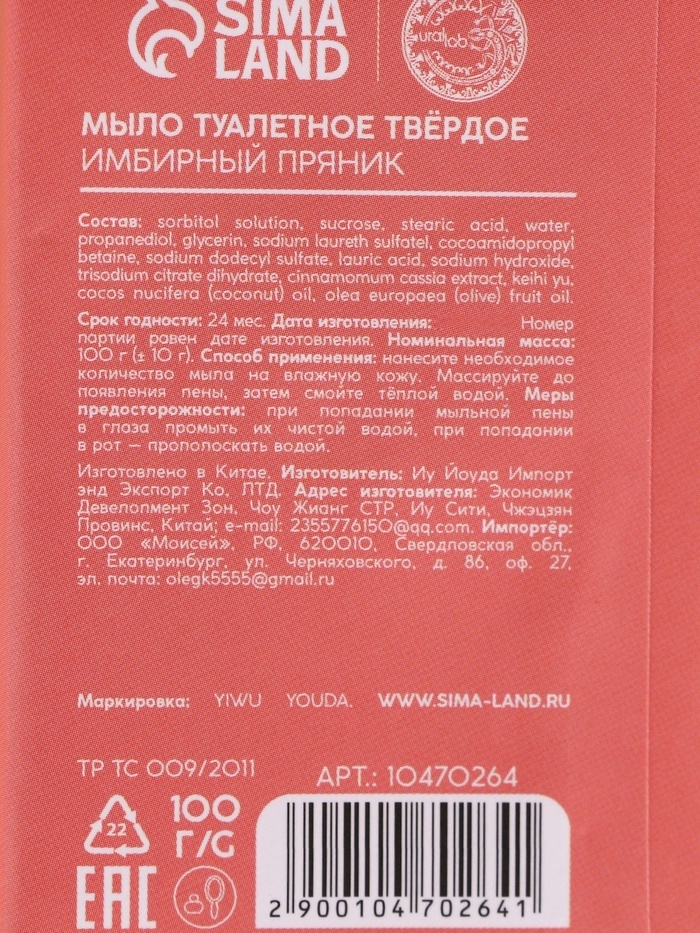 SIMA
LAND
ural lab
МЫЛО ТУАЛЕТНОЕ ТВЁРДОЕ
ИМБИРНЫЙ ПРЯНИК
Состав: sorbitol solution, sucrose, stearic acid, water,
propanediol, glycerin, sodium laureth sulfatel, cocoamidopropyl
betaine, sodium dodecyl sulfate, lauric acid, sodium hydroxide,
trisodium citrate dihydrate, cinnamomum cassia extract, keihi yu,
cocos nucifera (coconut) oil, olea europaea (olive) fruit oil.
Срок годности: 24 мес. Дата изготовления: Номер
партии равен дате изготовления. Номинальная масса:
100 г (± 10 г). Способ применения: нанесите необходимое
количество мыла на влажную кожу. Массируйте до
появления пены, затем смойте тёплой водой. Меры
предосторожности: при попадании мыльной пены
в глаза промыть их чистой водой, при попадании
в рот — прополоскать водой.
Изготовлено в Китае. Изготовитель: Иу Йоуда Импорт
энд Экспорт Ко, ЛТД. Адрес изготовителя: Экономик
Девелопмент Зон, Чоу Жианг СТР, Иу Сити, Чжэцзян
Провинс, Китай; e-mail: 2355776150@qq.com. Импортёр:
ООО «Моисей», РФ, 620010, Свердловская обл.,
г. Екатеринбург, ул. Черняховского, д. 86, оф. 27,
эл. почта: olegk5555@gmail.ru
Маркировка: YIWU YOUDA. WWW.SIMA-LAND.RU
ТР ТС 009/2011
АРТ.: 10470264
22
100
Г/G
EAC
2 900104 702641